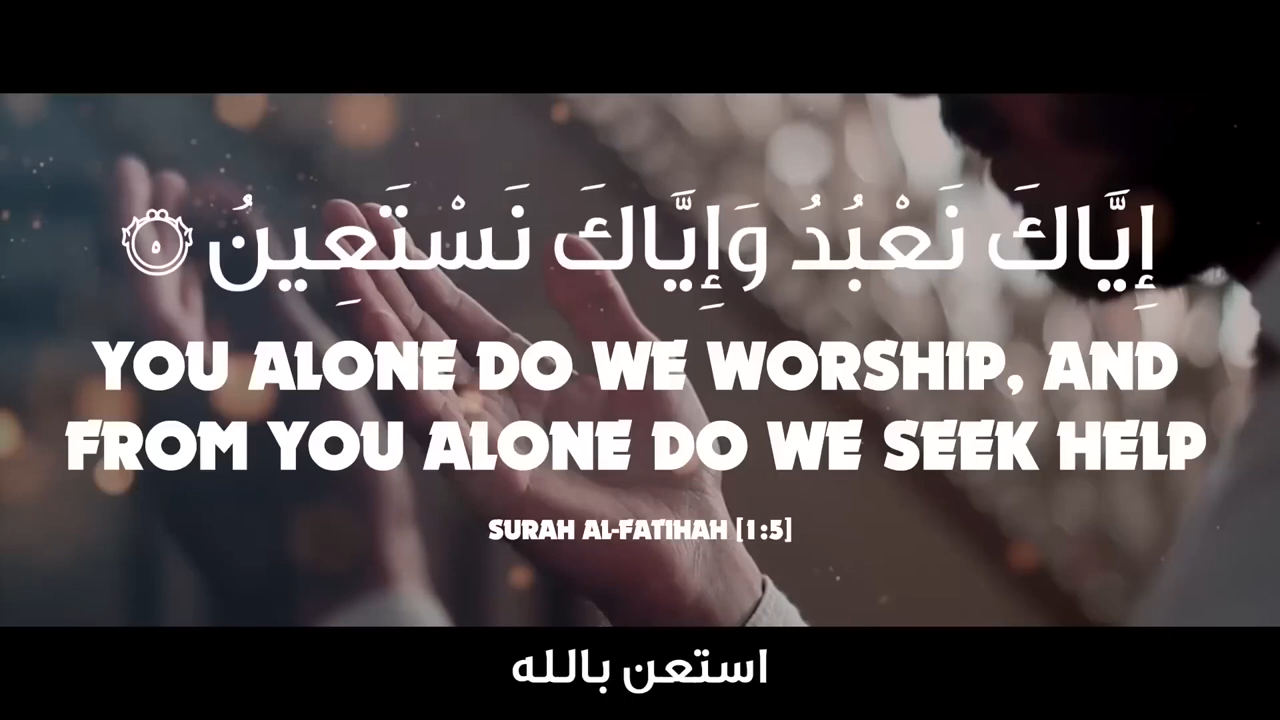 إِيَّاكَ نَعْبُدُ وَإِيَّاكَ نَسْتَعِينُ ٥
YOU ALONE DO WE WORSHIP, AND
FROM YOU ALONE DO WE SEEK HELP
SURAH AL-FATIHAH [1:5]
استعن بالله